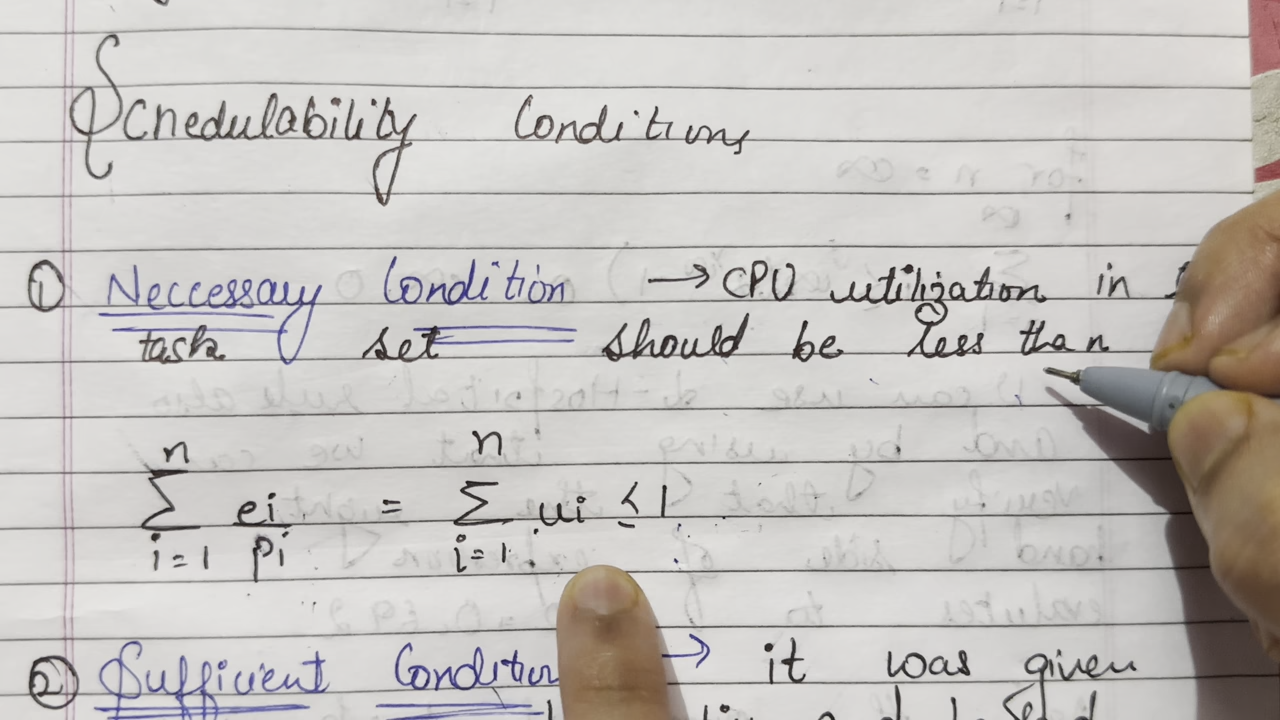 Schedulability Conditions
① Neccessary Condition → CPU utilization in
task set should be less than
n n
∑ ei = ∑ ui ≤ 1
i=1 pi i=1
② Sufficient Condition → it was given